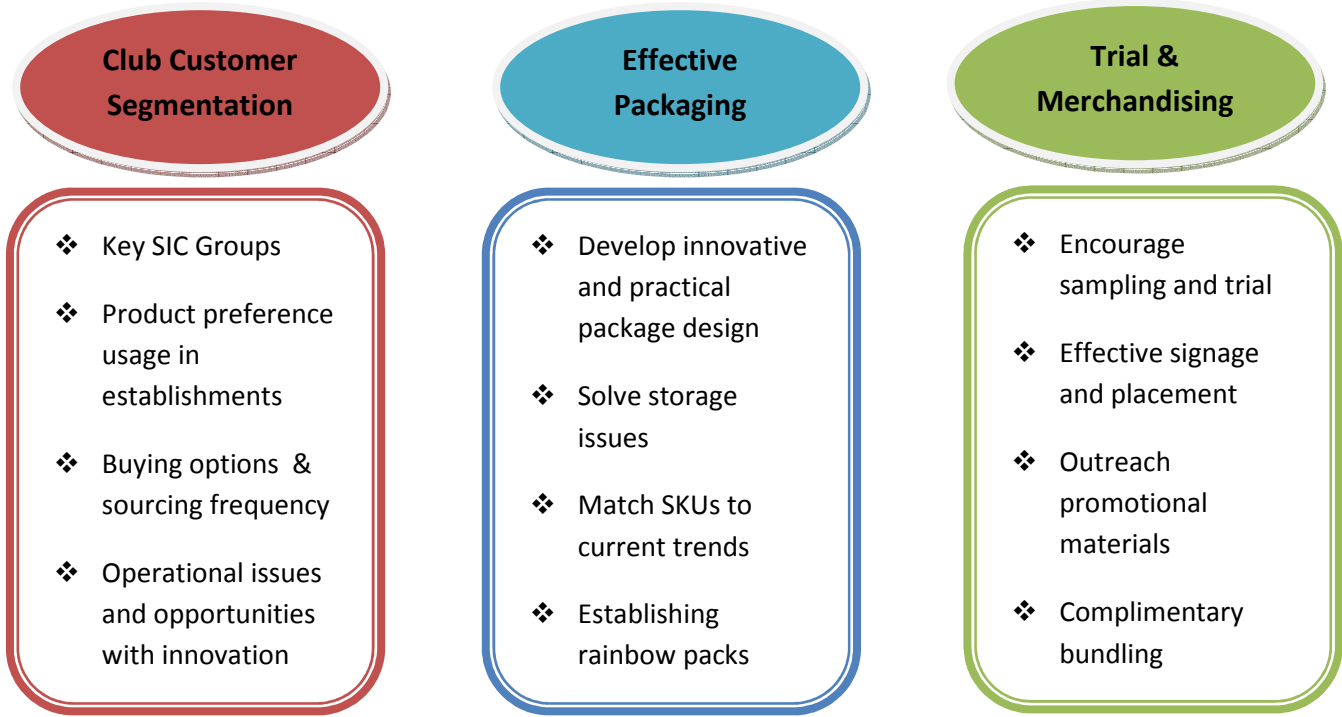 Club Customer
Segmentation
❖ Key SIC Groups
❖ Product preference
usage in
establishments
❖ Buying options &
sourcing frequency
❖ Operational issues
and opportunities
with innovation
Effective
Packaging
❖ Develop innovative
and practical
package design
❖ Solve storage
issues
❖ Match SKUs to
current trends
❖ Establishing
rainbow packs
Trial &
Merchandising
❖ Encourage
sampling and trial
❖ Effective signage
and placement
❖ Outreach
promotional
materials
❖ Complimentary
bundling